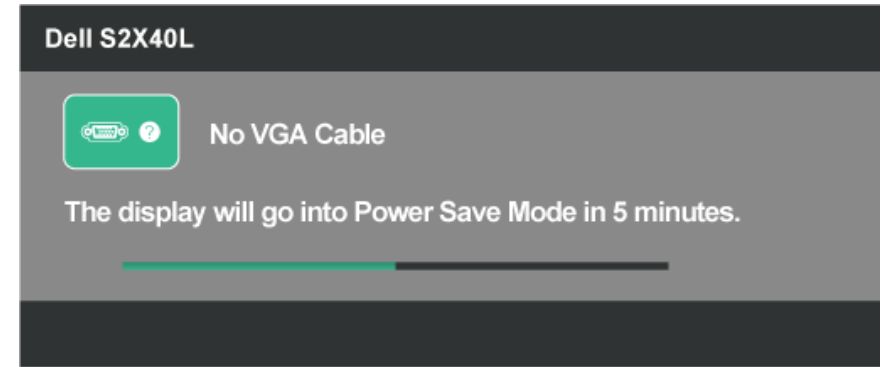 Dell S2X40L
No VGA Cable
The display will go into Power Save Mode in 5 minutes.